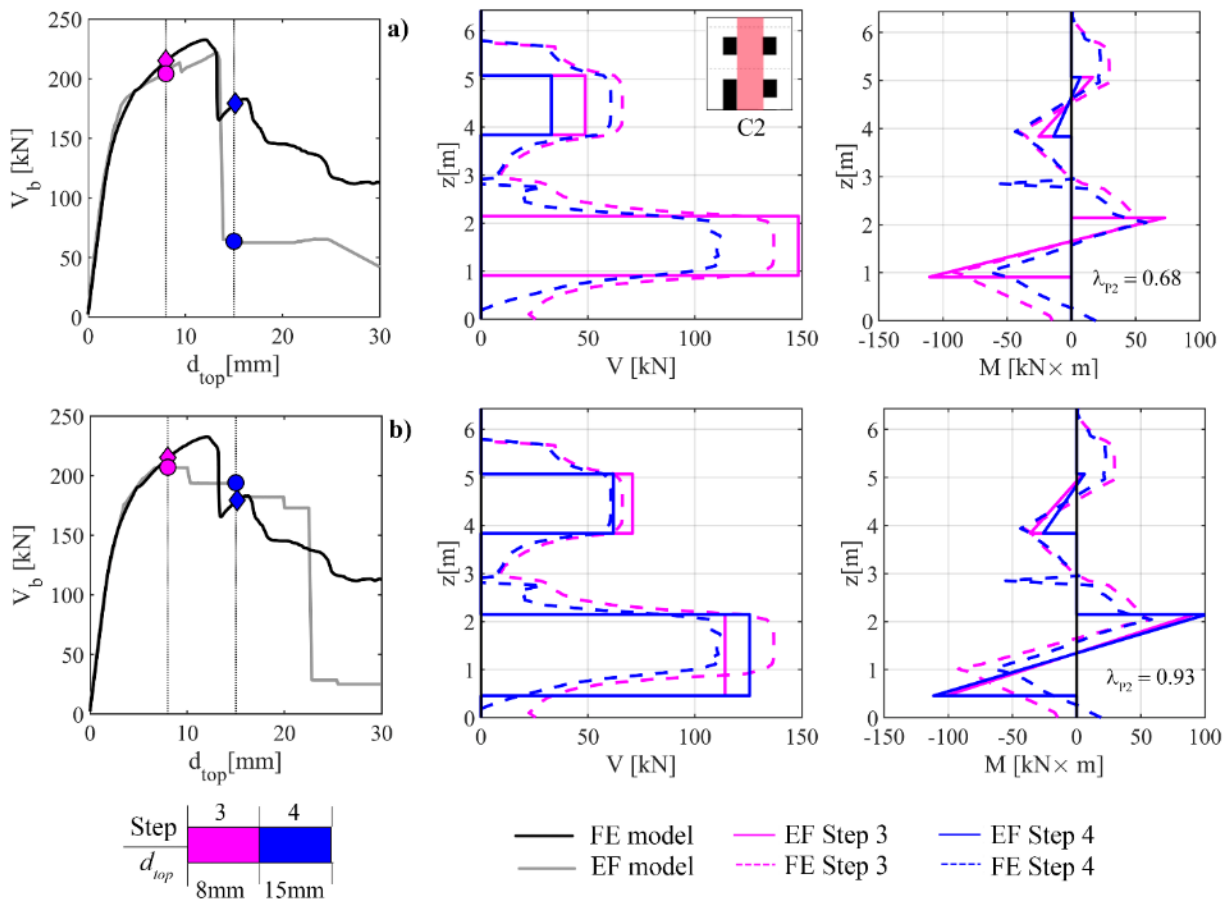 a)
250
200
150
100
50
0
V_b [kN]
0 10 20 30
d_top[mm]
6
5
4
3
2
1
0
z[m]
0 50 100 150
V [kN]
C2
6
5
4
3
2
1
0
z[m]
-150 -100 -50 0 50 100
M [kN× m]
λ_P2 = 0.68
b)
250
200
150
100
50
0
V_b [kN]
0 10 20 30
d_top[mm]
6
5
4
3
2
1
0
z[m]
0 50 100 150
V [kN]
6
5
4
3
2
1
0
z[m]
-150 -100 -50 0 50 100
M [kN× m]
λ_P2 = 0.93
Step 3 4
d_top 8mm 15mm
FE model EF Step 3 EF Step 4
EF model FE Step 3 FE Step 4